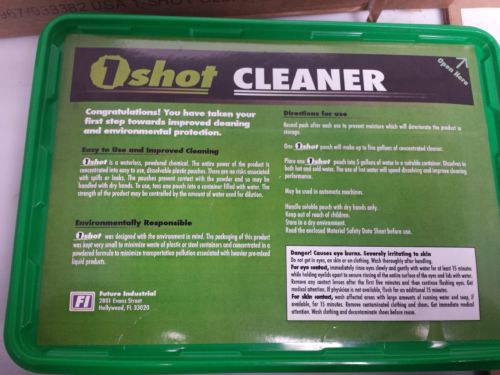 967/933382 USA 1-SHOT
1shot CLEANER
Open Here
Congratulations! You have taken your
first step towards improved cleaning
and environmental protection.
Easy to Use and Improved Cleaning
1shot is a waterless, powdered chemical. The entire power of the product is
concentrated into easy to use, dissolvable plastic pouches. There are no risks associated
with spills or leaks. The pouches prevent contact with the powder and so may be
handled with dry hands. To use, toss one pouch into a container filled with water. The
strength of the product may be controlled by the amount of water used for dilution.
Environmentally Responsible
1shot was designed with the environment in mind. The packaging of this product
was kept very small to minimize waste of plastic or steel containers and concentrated in a
powdered formula to minimize transportation pollution associated with heavier pre-mixed
liquid products.
FI
Future Industrial
2801 Evans Street
Hollywood, Fl 33020
Directions for use
Reseal pouch after each use to prevent moisture which will deteriorate the product in
storage.
One 1shot pouch will make up to five gallons of concentrated cleaner.
Place one 1shot pouch into 5 gallons of water in a suitable container. Dissolves in
both hot and cold water. The use of hot water will speed dissolving and improve cleaning
performance.
May be used in automatic machines.
Handle soluble pouch with dry hands only.
Keep out of reach of children.
Store in a dry environment.
Read the enclosed Material Safety Data Sheet before use.
Danger! Causes eye burns. Severely irritating to skin
Do not get in eyes, on skin or on clothing. Wash thoroughly after handling.
For eye contact, immediately rinse eyes slowly and gently with water for at least 15 minutes
while holding eyelids apart to ensure rinsing of the entire surface of the eyes and lids with water.
Remove any contact lenses after the first five minutes and then continue flushing eyes. Get
medical attention. If physician is not available, flush for an additional 15 minutes.
For skin contact, wash affected areas with large amounts of running water and soap, if
available, for 15 minutes. Remove contaminated clothing and shoes. Get immediate medical
attention. Wash clothing and decontaminate shoes before reuse.